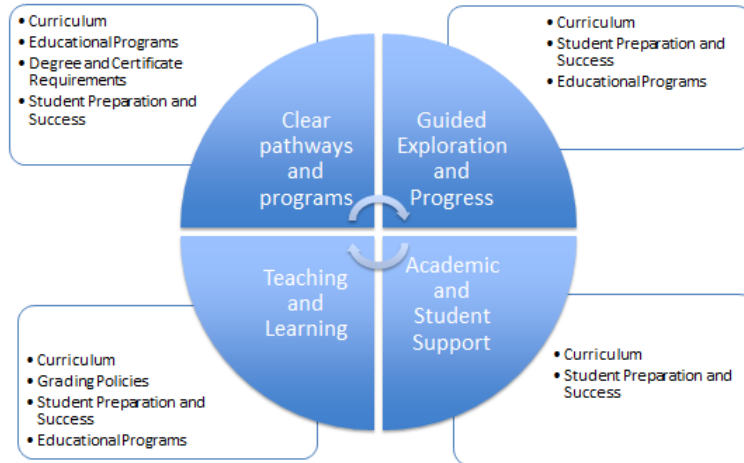 • Curriculum
• Educational Programs
• Degree and Certificate
Requirements
• Student Preparation and
Success
• Curriculum
• Student Preparation and
Success
• Educational Programs
Clear
pathways
and
programs
Guided
Exploration
and
Progress
Teaching
and
Learning
Academic
and
Student
Support
• Curriculum
• Grading Policies
• Student Preparation and
Success
• Educational Programs
• Curriculum
• Student Preparation and
Success